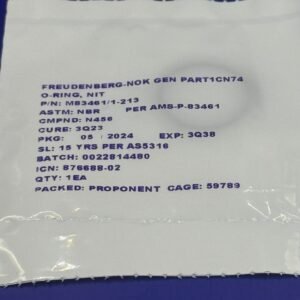 FREUDENBERG-NOK GEN PART1CN74
O-RING, NIT
P/N: M83461/1-213
ASTM: NBR PER AMS-P-83461
CMPND: N456
CURE: 3Q23
PKG: 05 / 2024 EXP: 3Q38
SL: 15 YRS PER AS5316
BATCH: 0022814480
ICN: 876688-02
QTY: 1EA
PACKED: PROPONENT CAGE: 59789